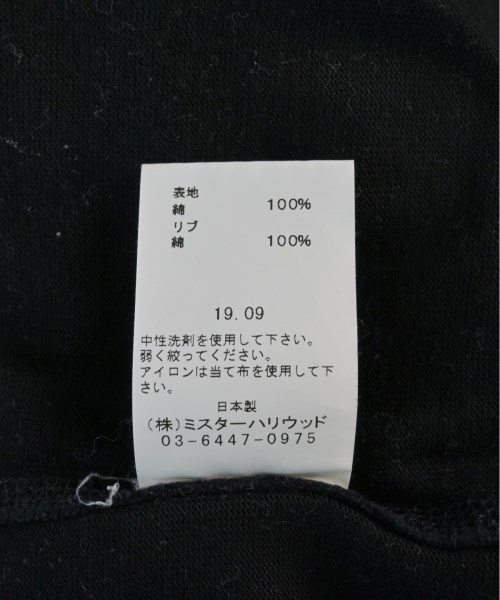 表地
綿 100%
リブ
綿 100%
19.09
中性洗剤を使用して下さい。
弱く絞ってください。
アイロンは当て布を使用して下
さい。
日本製
(株)ミスターハリウッド
03-6447-0975